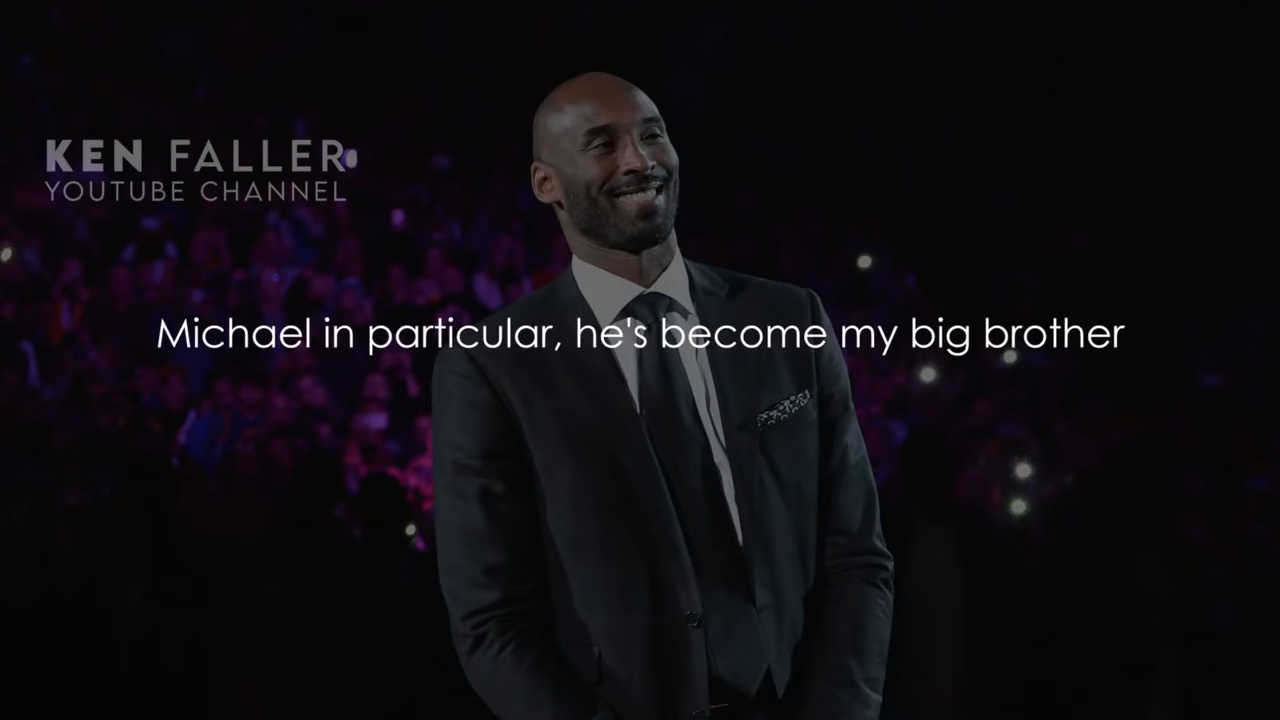 KEN FALLER
YOUTUBE CHANNEL
Michael in particular, he's become my big brother